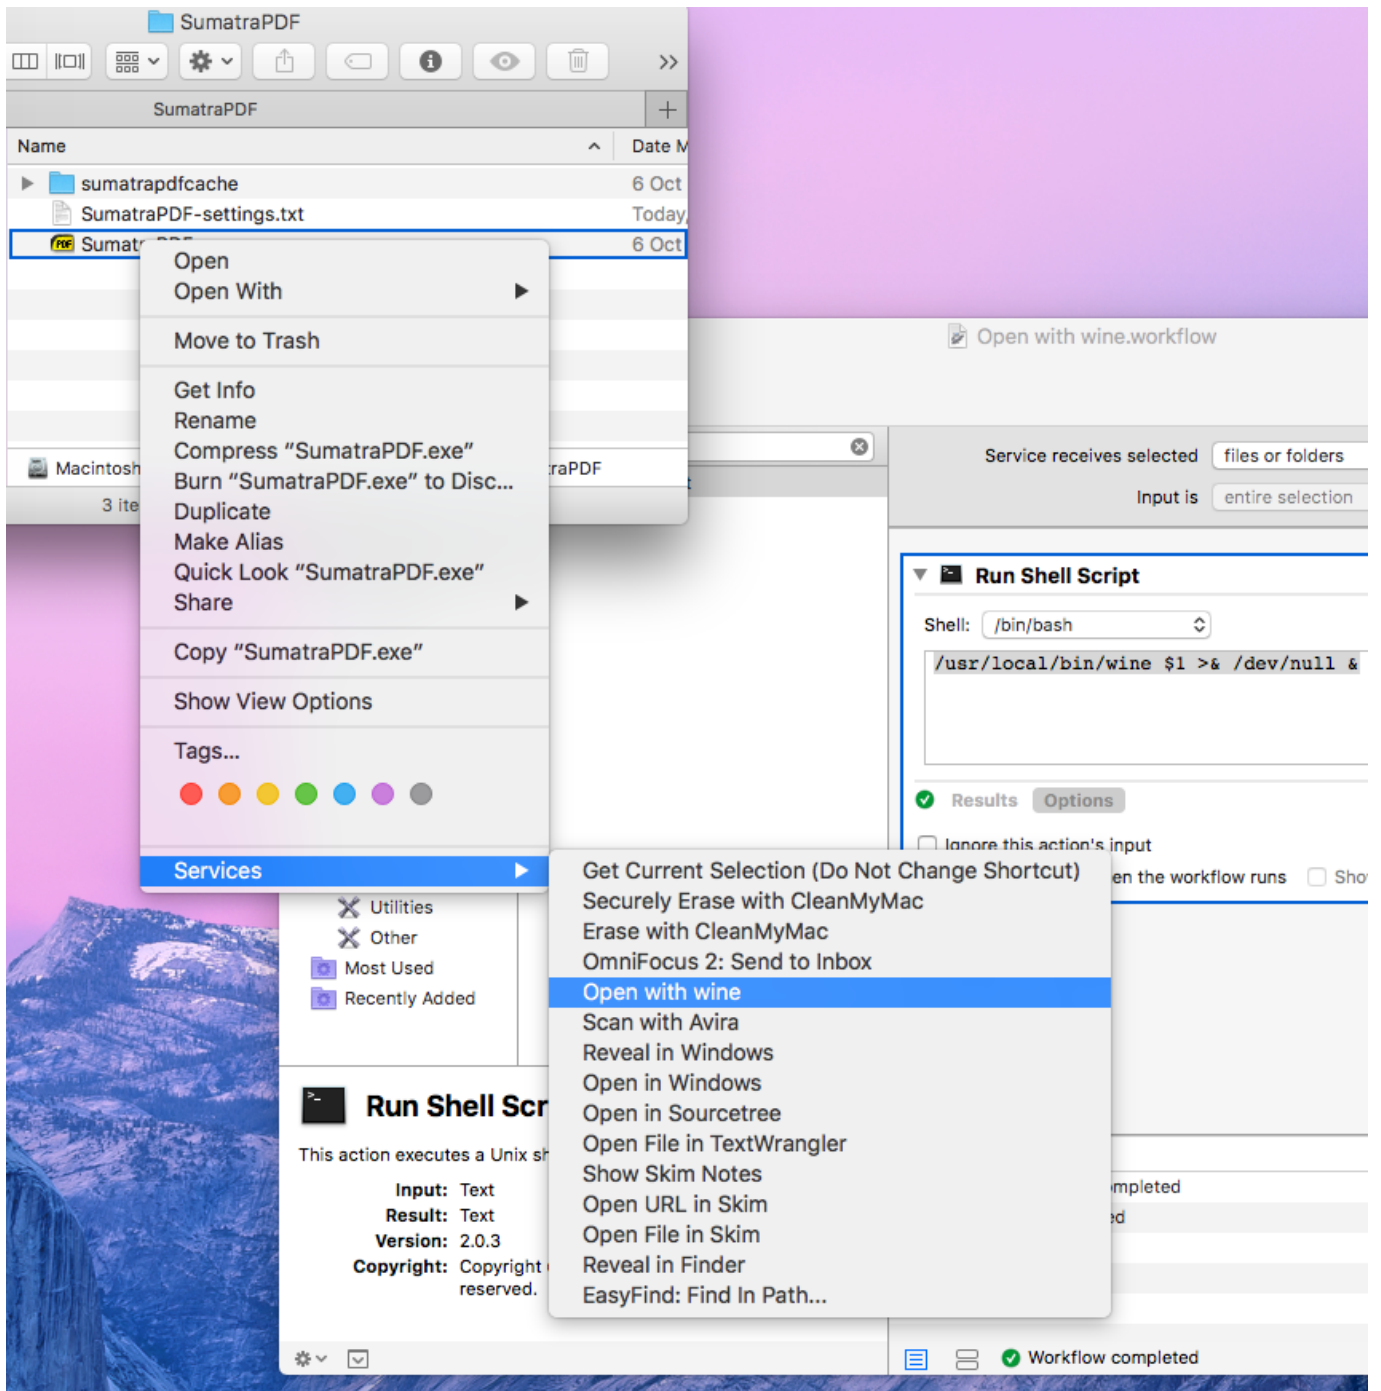 SumatraPDF
SumatraPDF
Name
Date M
sumatrapdfcache
6 Oct
SumatraPDF-settings.txt
Today,
6 Oct
Open
Open With
Move to Trash
Get Info
Rename
Compress “SumatraPDF.exe”
Burn “SumatraPDF.exe” to Disc...
Duplicate
Make Alias
Quick Look “SumatraPDF.exe”
Share
Copy “SumatraPDF.exe”
Show View Options
Tags...
Services
Macintosh
raPDF
3 ite
Open with wine.workflow
Service receives selected
files or folders
Input is
entire selection
Run Shell Script
Shell:
/bin/bash
/usr/local/bin/wine $1 >& /dev/null &
Results
Options
Ignore this action's input
en the workflow runs
Sho
Get Current Selection (Do Not Change Shortcut)
Securely Erase with CleanMyMac
Erase with CleanMyMac
OmniFocus 2: Send to Inbox
Open with wine
Scan with Avira
Reveal in Windows
Open in Windows
Open in Sourcetree
Open File in TextWrangler
Show Skim Notes
Open URL in Skim
Open File in Skim
Reveal in Finder
EasyFind: Find In Path...
Utilities
Other
Most Used
Recently Added
Run Shell Scr
This action executes a Unix sh
Input: Text
Result: Text
Version: 2.0.3
Copyright: Copyright
reserved.
mpleted
ed
Workflow completed